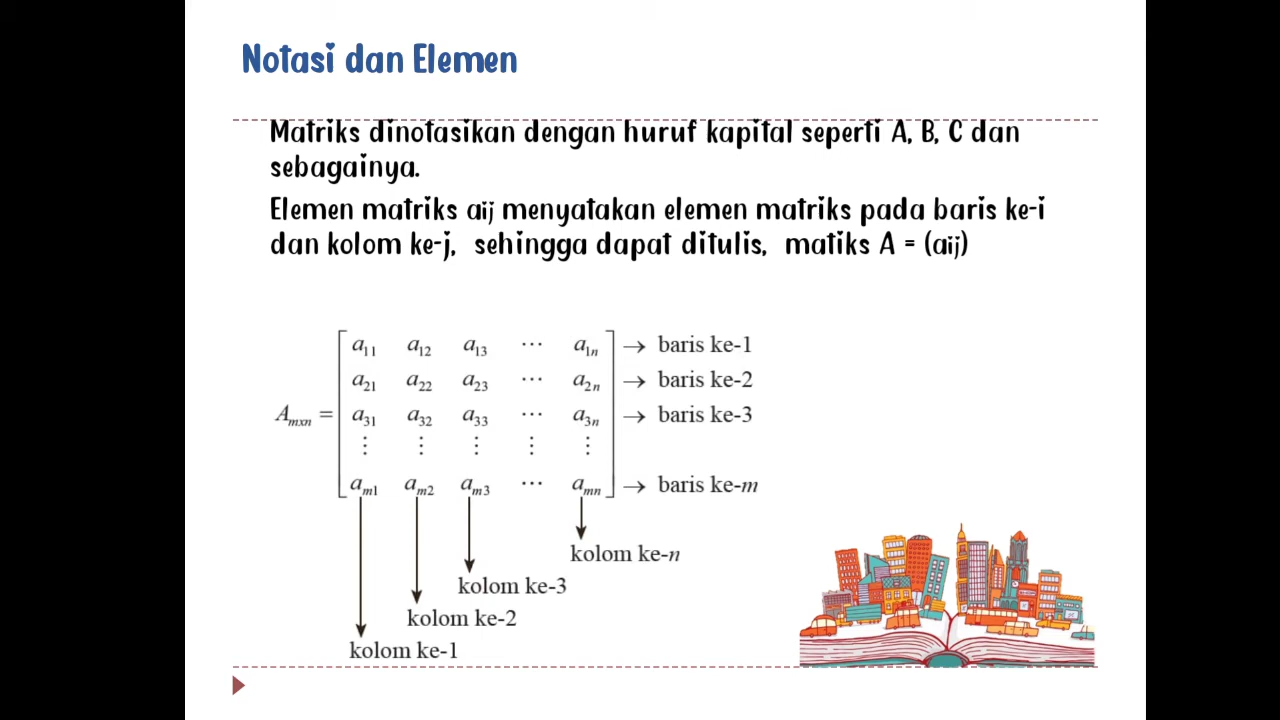 Notasi dan Elemen
Matriks dinotasikan dengan huruf kapital seperti A, B, C dan
sebagainya.
Elemen matriks aij menyatakan elemen matriks pada baris ke-i
dan kolom ke-j, sehingga dapat ditulis, matiks A = (aij)
a11 a12 a13 ⋯ a1n → baris ke-1
a21 a22 a23 ⋯ a2n → baris ke-2
Amxn = a31 a32 a33 ⋯ a3n → baris ke-3
⋮ ⋮ ⋮ ⋮ ⋮
am1 am2 am3 ⋯ amn → baris ke-m
kolom ke-n
kolom ke-3
kolom ke-2
kolom ke-1